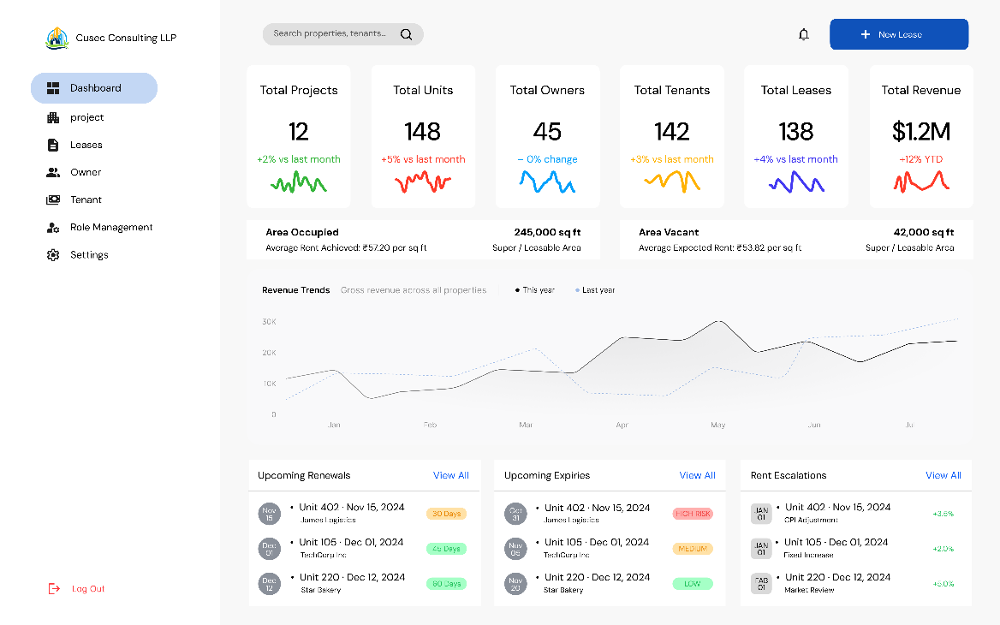 Cusec Consulting LLP
Search properties, tenants...
New Lease
Dashboard
project
Leases
Owner
Tenant
Role Management
Settings
Log Out
Total Projects
12
+2% vs last month
Total Units
148
+5% vs last month
Total Owners
45
– 0% change
Total Tenants
142
+3% vs last month
Total Leases
138
+4% vs last month
Total Revenue
$1.2M
+12% YTD
Area Occupied 245,000 sq ft
Average Rent Achieved: ₹57.20 per sq ft Super / Leasable Area
Area Vacant 42,000 sq ft
Average Expected Rent: ₹53.82 per sq ft Super / Leasable Area
Revenue Trends Gross revenue across all properties • This year • Last year
30K
20K
10K
0
Jan Feb Mar Apr May Jun Jul
Upcoming Renewals View All
Nov 15 • Unit 402 · Nov 15, 2024 30 Days
James Logistics
Dec 01 • Unit 105 · Dec 01, 2024 45 Days
TechCorp Inc
Dec 12 • Unit 220 · Dec 12, 2024 60 Days
Star Bakery
Upcoming Expiries View All
Oct 31 • Unit 402 · Nov 15, 2024 HIGH RISK
James Logistics
Nov 05 • Unit 105 · Dec 01, 2024 MEDIUM
TechCorp Inc
Nov 20 • Unit 220 · Dec 12, 2024 LOW
Star Bakery
Rent Escalations View All
JAN 01 • Unit 402 · Nov 15, 2024 +3.5%
CPI Adjustment
JAN 01 • Unit 105 · Dec 01, 2024 +2.0%
Fixed Increase
FAB 01 • Unit 220 · Dec 12, 2024 +5.0%
Market Review